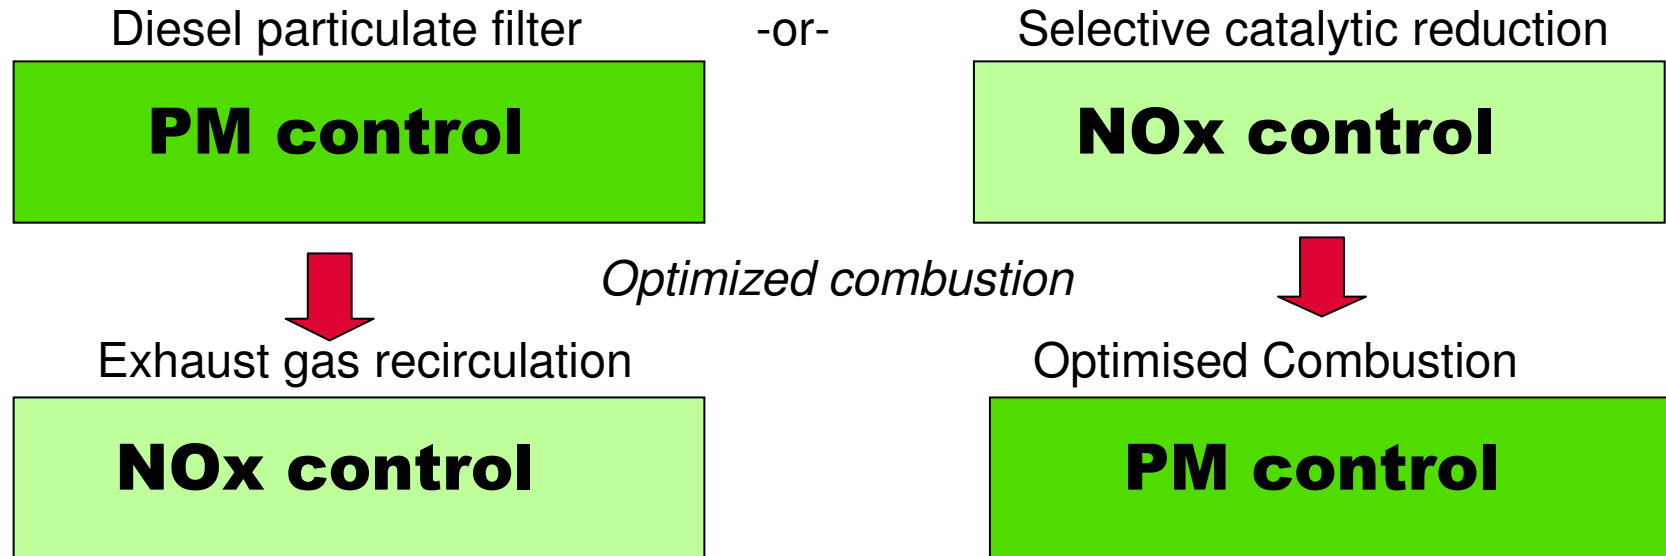 Diesel particulate filter -or- Selective catalytic reduction
PM control NOx control
Optimized combustion
Exhaust gas recirculation Optimised Combustion
NOx control PM control